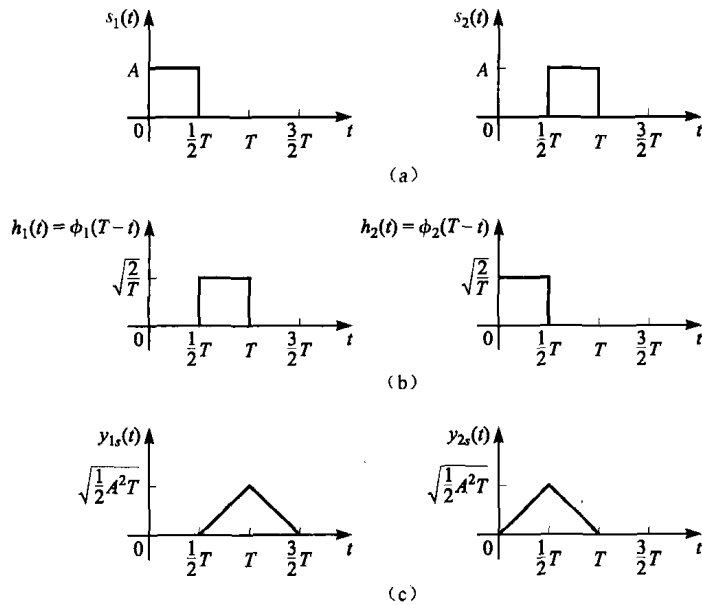 s₁(t)
A
0 ½T T 3/2T t
s₂(t)
A
0 ½T T 3/2T t
(a)
h₁(t) = ϕ₁(T−t)
√(2/T)
0 ½T T 3/2T t
h₂(t) = ϕ₂(T−t)
√(2/T)
0 ½T T 3/2T t
(b)
y₁ₛ(t)
√(½A²T)
0 ½T T 3/2T t
y₂ₛ(t)
√(½A²T)
0 ½T T 3/2T t
(c)